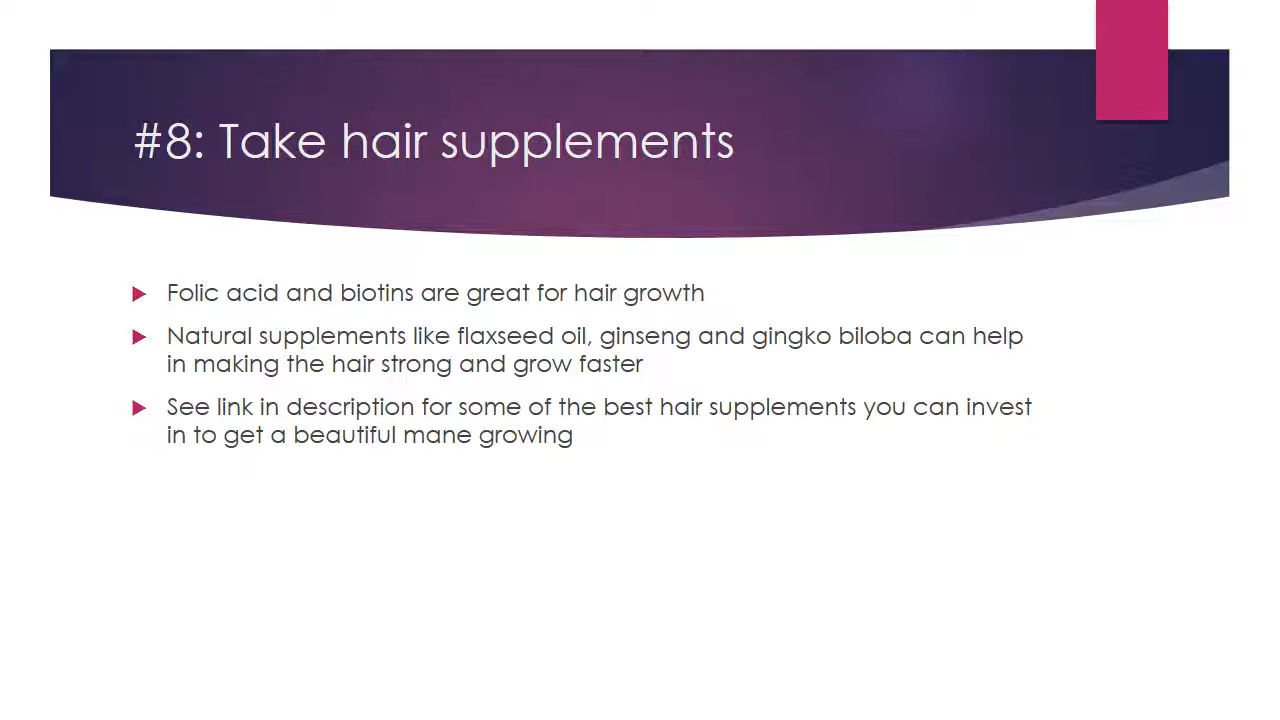 #8: Take hair supplements
Folic acid and biotins are great for hair growth
Natural supplements like flaxseed oil, ginseng and gingko biloba can help
in making the hair strong and grow faster
See link in description for some of the best hair supplements you can invest
in to get a beautiful mane growing